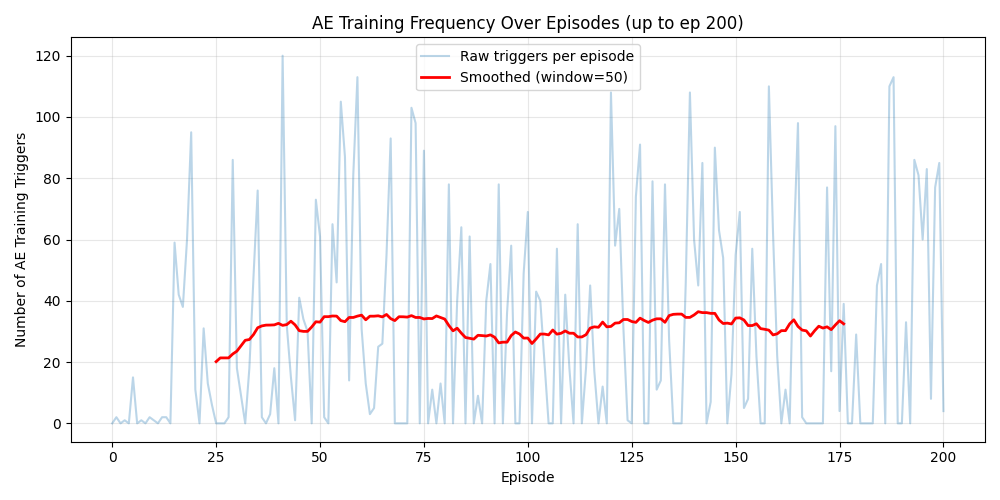 AE Training Frequency Over Episodes (up to ep 200)
Raw triggers per episode
Smoothed (window=50)
Number of AE Training Triggers
120
100
80
60
40
20
0
0 25 50 75 100 125 150 175 200
Episode